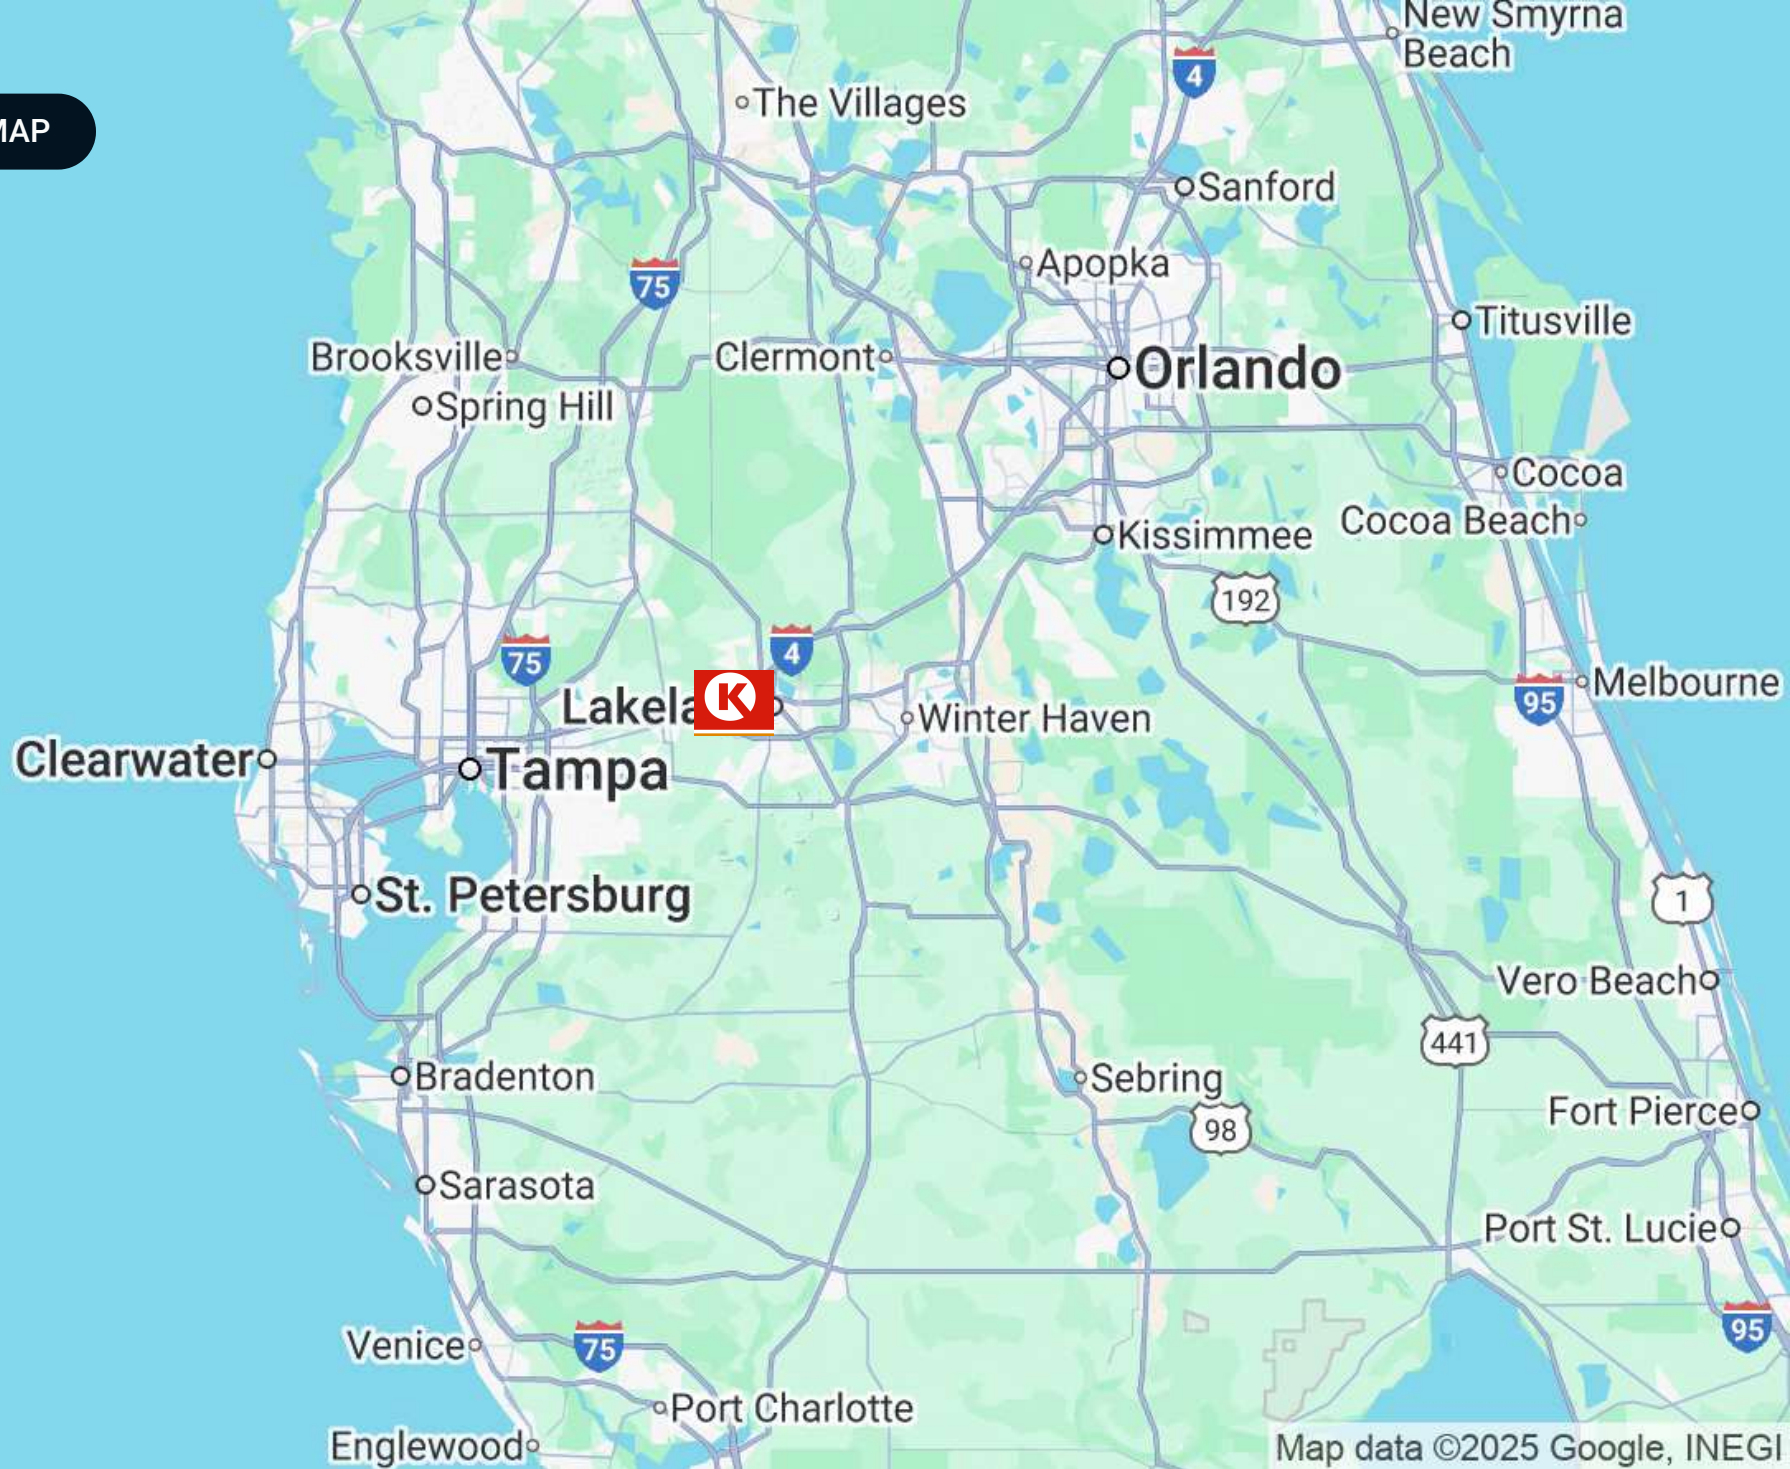 New Smyrna
Beach
4
The Villages
MAP
Sanford
Apopka
75
Titusville
Brooksville
Clermont
Orlando
Spring Hill
Cocoa
Cocoa Beach
Kissimmee
192
75
4
Melbourne
95
Lakela
K
Winter Haven
Clearwater
Tampa
St. Petersburg
1
Vero Beach
441
Bradenton
Sebring
98
Fort Pierce
Sarasota
Port St. Lucie
95
Venice
75
Port Charlotte
Englewood
Map data ©2025 Google, INEGI